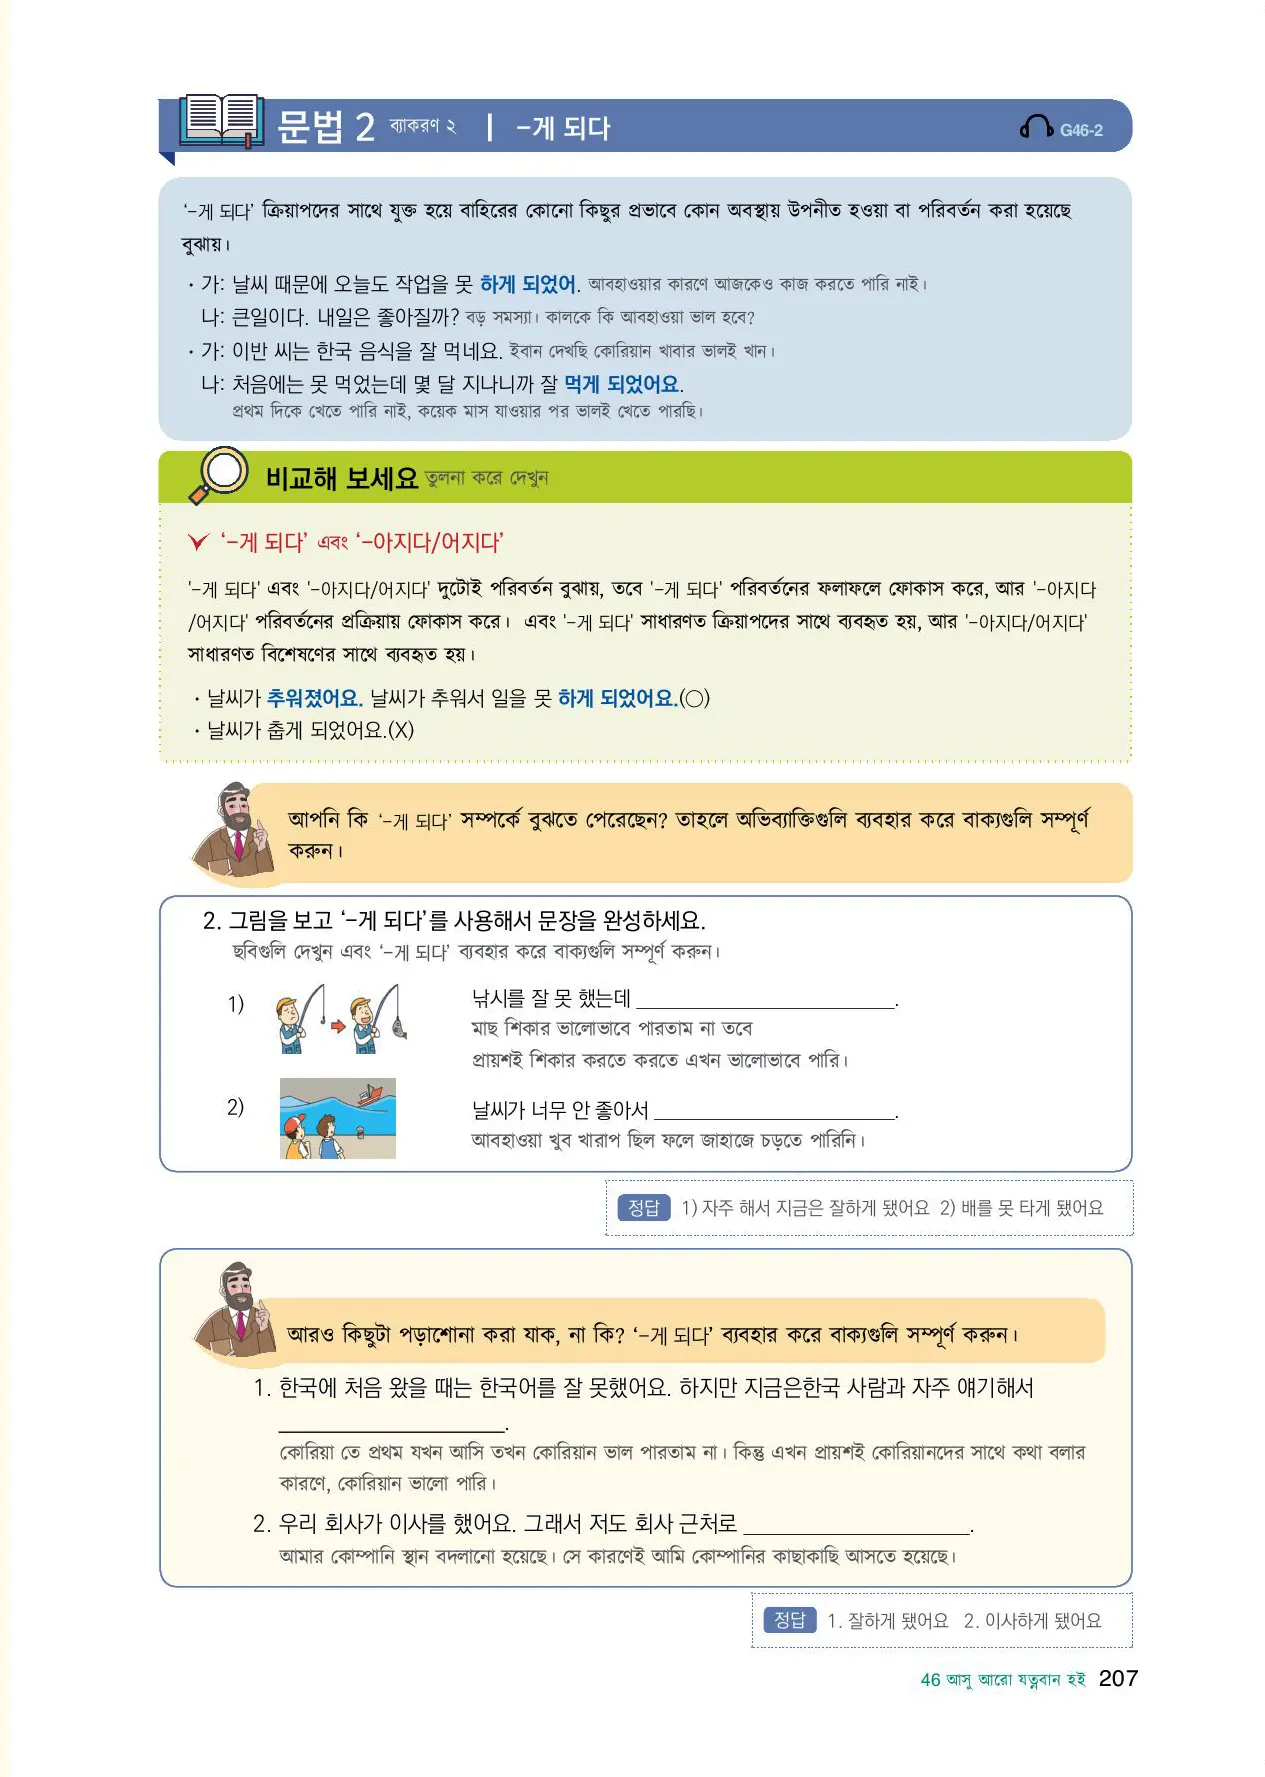 문법 2 ব্যাকরণ ২ | -게 되다 G46-2
‘-게 되다’ ক্রিয়াপদের সাথে যুক্ত হয়ে বাহিরের কোনো কিছুর প্রভাবে কোন অবস্থায় উপনীত হওয়া বা পরিবর্তন করা হয়েছে
বুঝায়।
· 가: 날씨 때문에 오늘도 작업을 못 하게 되었어. আবহাওয়ার কারণে আজকেও কাজ করতে পারি নাই।
나: 큰일이다. 내일은 좋아질까? বড় সমস্যা। কালকে কি আবহাওয়া ভাল হবে?
· 가: 이반 씨는 한국 음식을 잘 먹네요. ইবান দেখছি কোরিয়ান খাবার ভালই খান।
나: 처음에는 못 먹었는데 몇 달 지나니까 잘 먹게 되었어요.
প্রথম দিকে খেতে পারি নাই, কয়েক মাস যাওয়ার পর ভালই খেতে পারছি।
비교해 보세요 তুলনা করে দেখুন
‘-게 되다’ এবং ‘-아지다/어지다’
'-게 되다' এবং '-아지다/어지다' দুটোই পরিবর্তন বুঝায়, তবে '-게 되다' পরিবর্তনের ফলাফলে ফোকাস করে, আর '-아지다
/어지다' পরিবর্তনের প্রক্রিয়ায় ফোকাস করে। এবং '-게 되다' সাধারণত ক্রিয়াপদের সাথে ব্যবহৃত হয়, আর '-아지다/어지다'
সাধারণত বিশেষণের সাথে ব্যবহৃত হয়।
· 날씨가 추워졌어요. 날씨가 추워서 일을 못 하게 되었어요.(○)
· 날씨가 춥게 되었어요.(X)
আপনি কি ‘-게 되다’ সম্পর্কে বুঝতে পেরেছেন? তাহলে অভিব্যাক্তিগুলি ব্যবহার করে বাক্যগুলি সম্পূর্ণ
করুন।
2. 그림을 보고 ‘-게 되다’를 사용해서 문장을 완성하세요.
ছবিগুলি দেখুন এবং ‘-게 되다’ ব্যবহার করে বাক্যগুলি সম্পূর্ণ করুন।
1) 낚시를 잘 못 했는데 ____________________.
মাছ শিকার ভালোভাবে পারতাম না তবে
প্রায়শই শিকার করতে করতে এখন ভালোভাবে পারি।
2) 날씨가 너무 안 좋아서 ____________________.
আবহাওয়া খুব খারাপ ছিল ফলে জাহাজে চড়তে পারিনি।
정답 1) 자주 해서 지금은 잘하게 됐어요 2) 배를 못 타게 됐어요
আরও কিছুটা পড়াশোনা করা যাক, না কি? ‘-게 되다’ ব্যবহার করে বাক্যগুলি সম্পূর্ণ করুন।
1. 한국에 처음 왔을 때는 한국어를 잘 못했어요. 하지만 지금은한국 사람과 자주 얘기해서
____________________.
কোরিয়া তে প্রথম যখন আসি তখন কোরিয়ান ভাল পারতাম না। কিন্তু এখন প্রায়শই কোরিয়ানদের সাথে কথা বলার
কারণে, কোরিয়ান ভালো পারি।
2. 우리 회사가 이사를 했어요. 그래서 저도 회사 근처로 ____________________.
আমার কোম্পানি স্থান বদলানো হয়েছে। সে কারণেই আমি কোম্পানির কাছাকাছি আসতে হয়েছে।
정답 1. 잘하게 됐어요 2. 이사하게 됐어요
46 আসু আরো যত্নবান হই 207